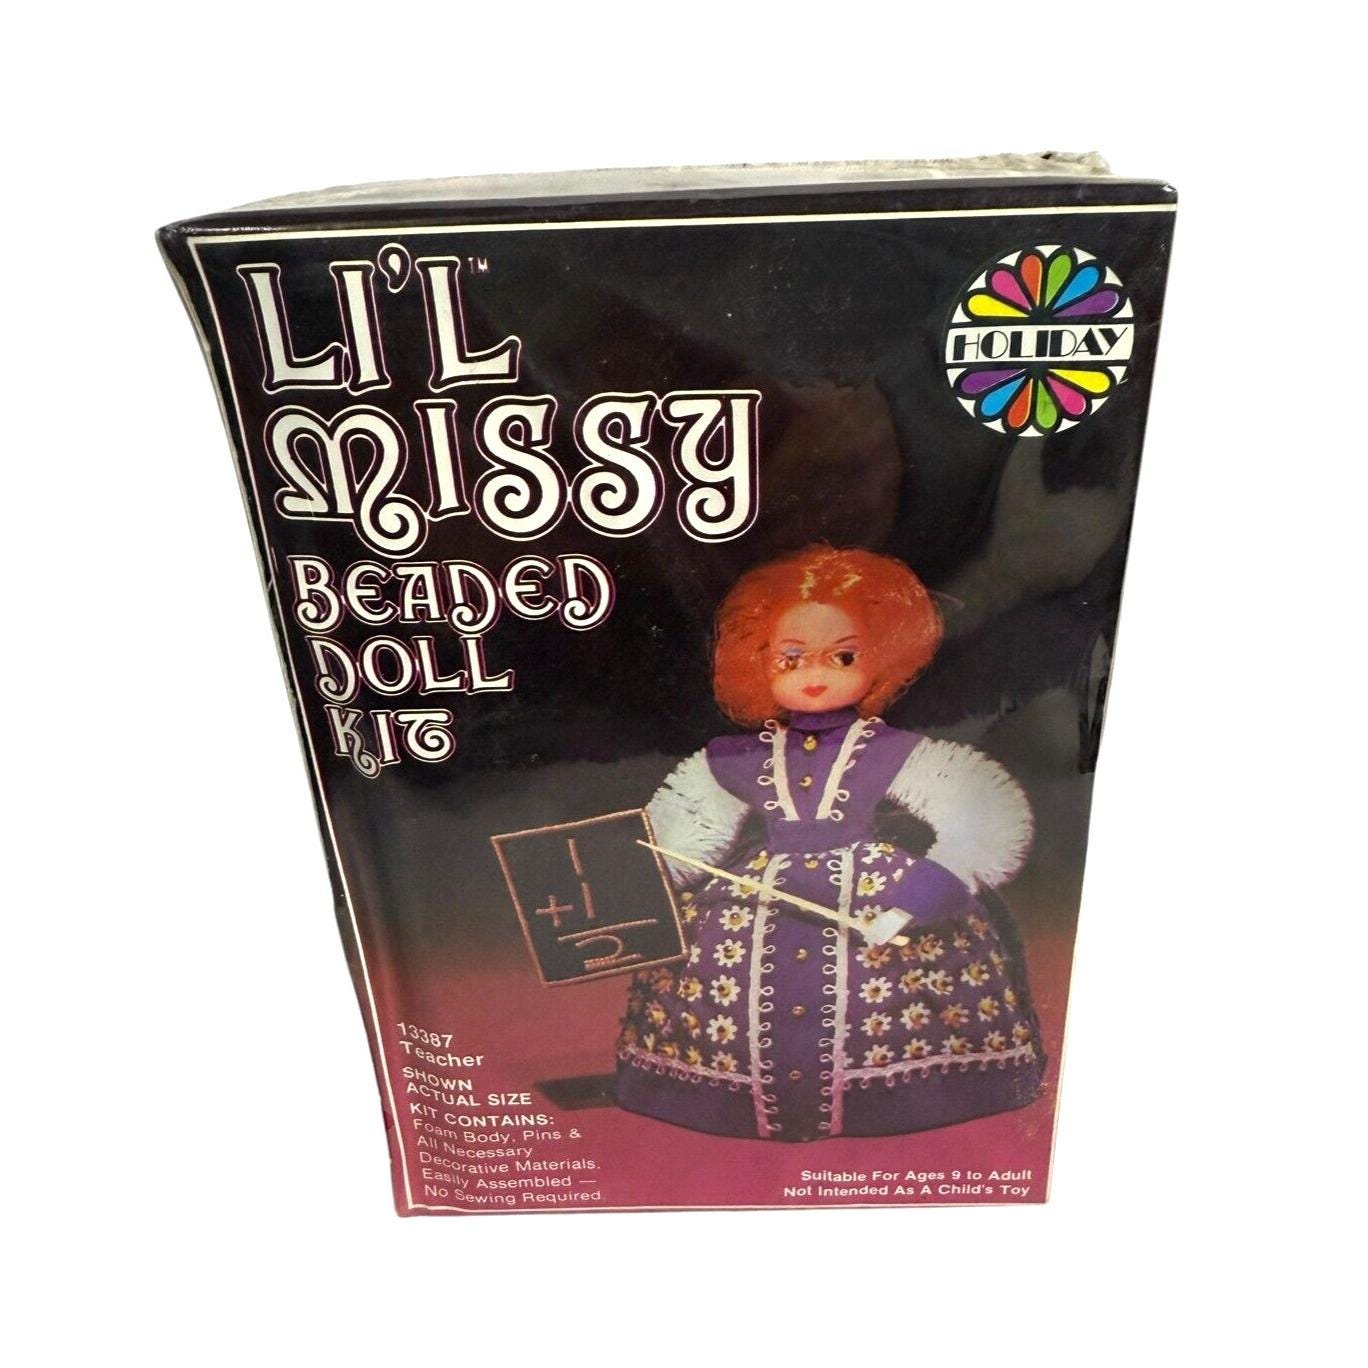 LI'L™
MISSY
BEADED
DOLL
KIT
HOLIDAY
1
+1
2
13387
Teacher
SHOWN
ACTUAL SIZE
KIT CONTAINS:
Foam Body, Pins &
All Necessary
Decorative Materials.
Easily Assembled —
No Sewing Required.
Suitable For Ages 9 to Adult
Not Intended As A Child's Toy